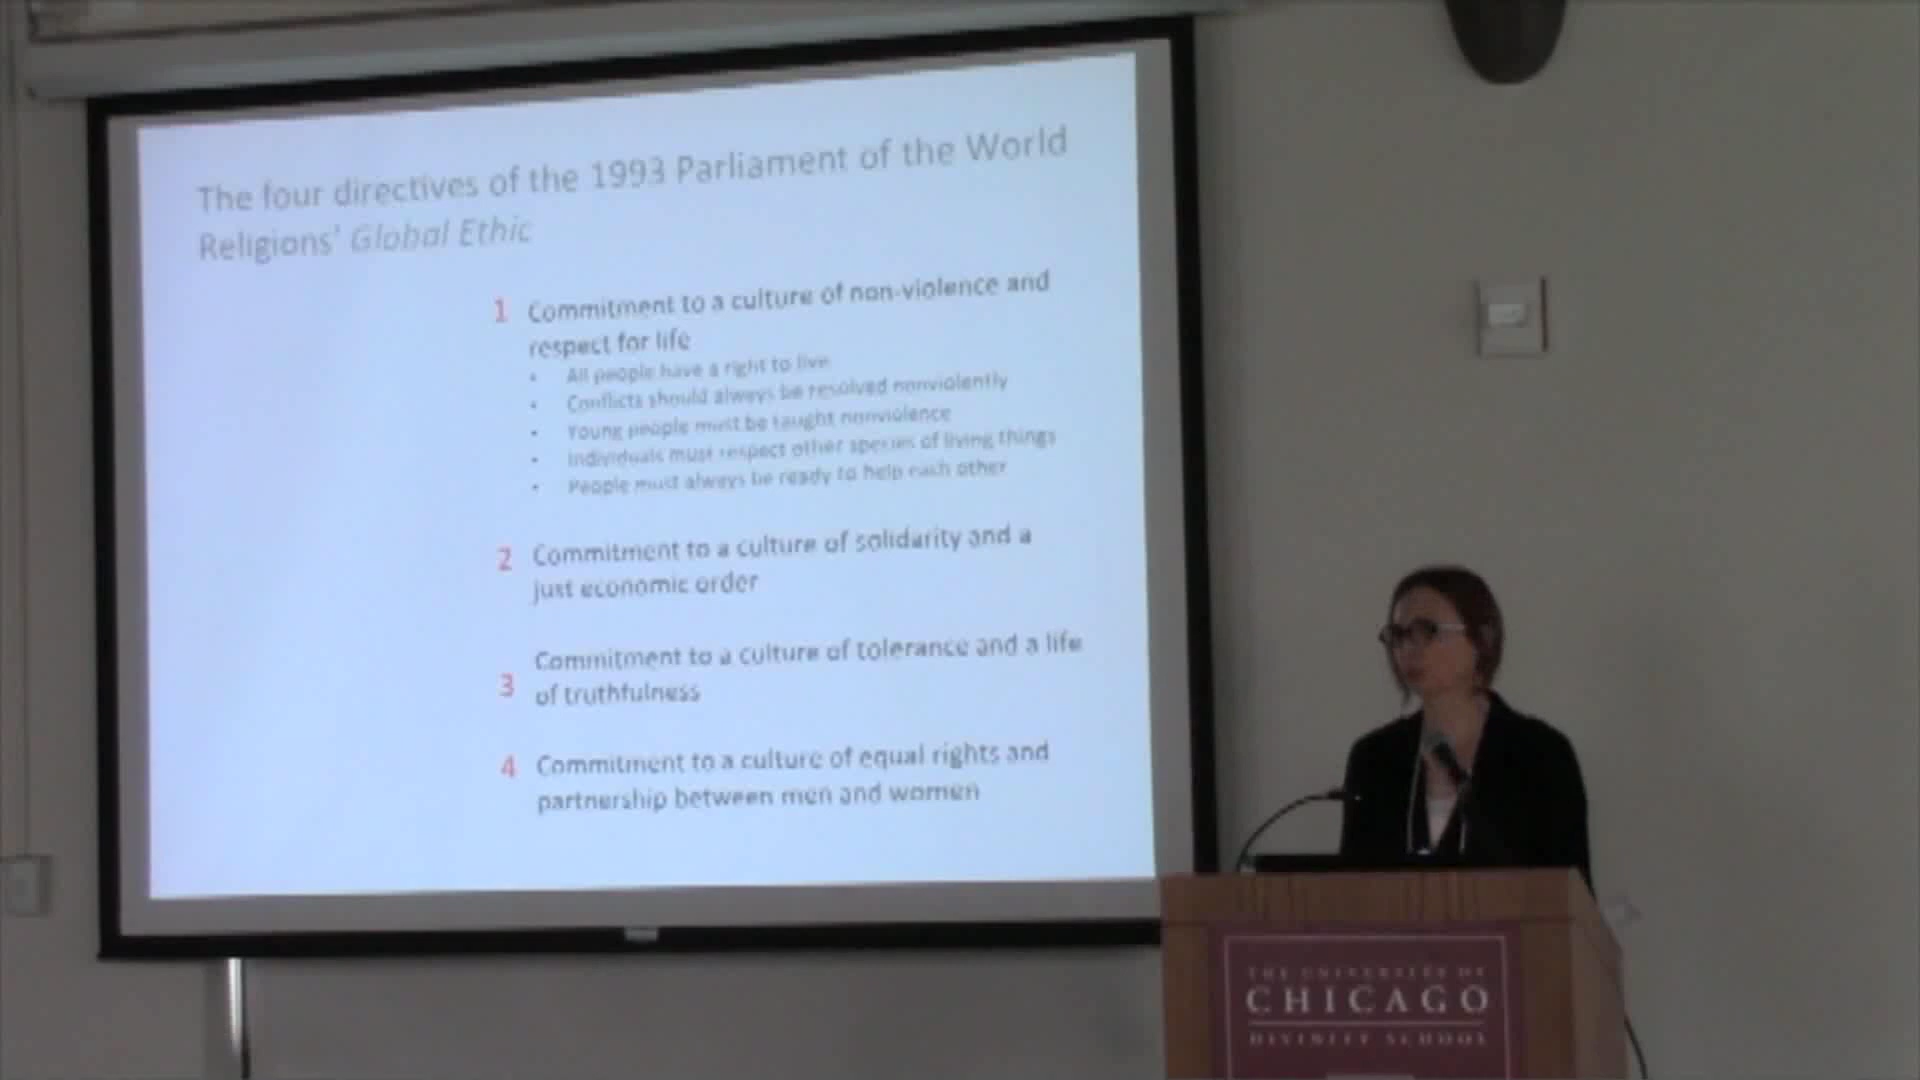 The four directives of the 1993 Parliament of the World
Religions' Global Ethic
1 Commitment to a culture of non-violence and
respect for life
• All people have a right to live
• Conflicts should always be resolved nonviolently
• Young people must be taught nonviolence
• Individuals must respect other species of living things
• People must always be ready to help each other
2 Commitment to a culture of solidarity and a
just economic order
3 Commitment to a culture of tolerance and a life
of truthfulness
4 Commitment to a culture of equal rights and
partnership between men and women
THE UNIVERSITY OF
CHICAGO
DIVINITY SCHOOL